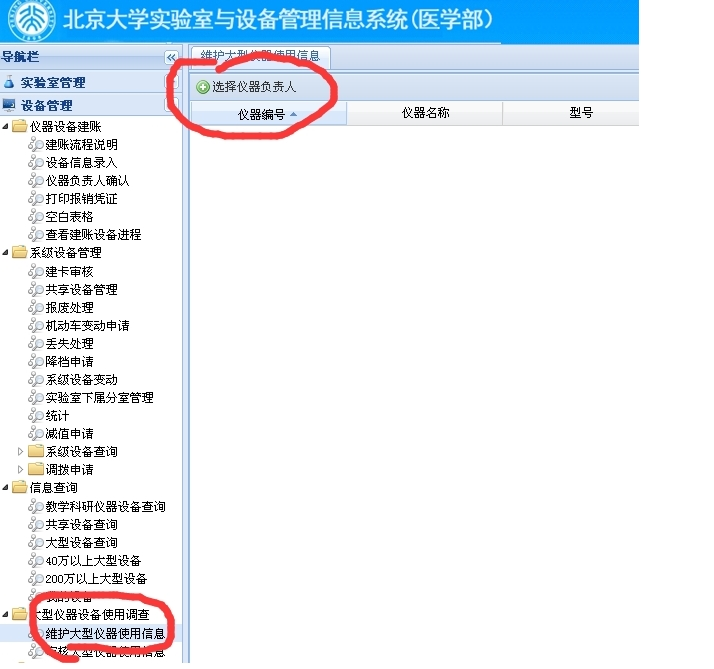 北京大学实验室与设备管理信息系统(医学部)
导航栏
维护大型仪器使用信息
实验室管理
选择仪器负责人
设备管理
仪器编号 仪器名称 型号
仪器设备建账
建账流程说明
设备信息录入
仪器负责人确认
打印报销凭证
空白表格
查看建账设备进程
系级设备管理
建卡审核
共享设备管理
报废处理
机动车变动申请
丢失处理
降档申请
系级设备变动
实验室下属分室管理
统计
减值申请
系级设备查询
调拨申请
信息查询
教学科研仪器设备查询
共享设备查询
大型设备查询
40万以上大型设备
200万以上大型设备
我的设备
大型仪器设备使用调查
维护大型仪器使用信息
审核大型仪器使用信息